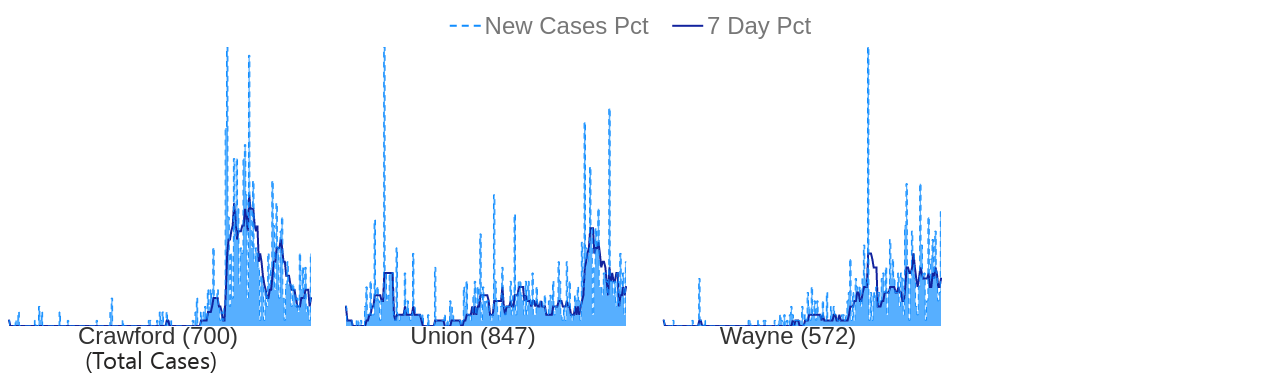 New Cases Pct 7 Day Pct
Crawford (700) Union (847) Wayne (572)
(Total Cases)